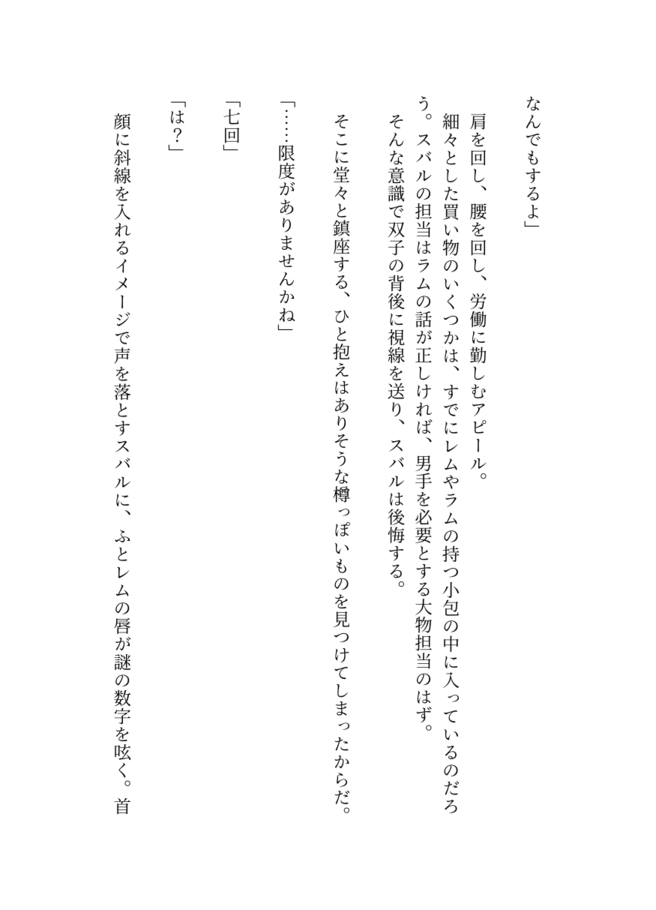 なんでもするよ」
肩を回し、腰を回し、労働に勤しむアピール。
細々とした買い物のいくつかは、すでにレムやラムの持つ小包の中に入っているのだろ
う。スバルの担当はラムの話が正しければ、男手を必要とする大物担当のはず。
そんな意識で双子の背後に視線を送り、スバルは後悔する。
そこに堂々と鎮座する、ひと抱えはありそうな樽っぽいものを見つけてしまったからだ。
「……限度がありませんかね」
「七回」
「は？」
顔に斜線を入れるイメージで声を落とすスバルに、ふとレムの唇が謎の数字を呟く。首